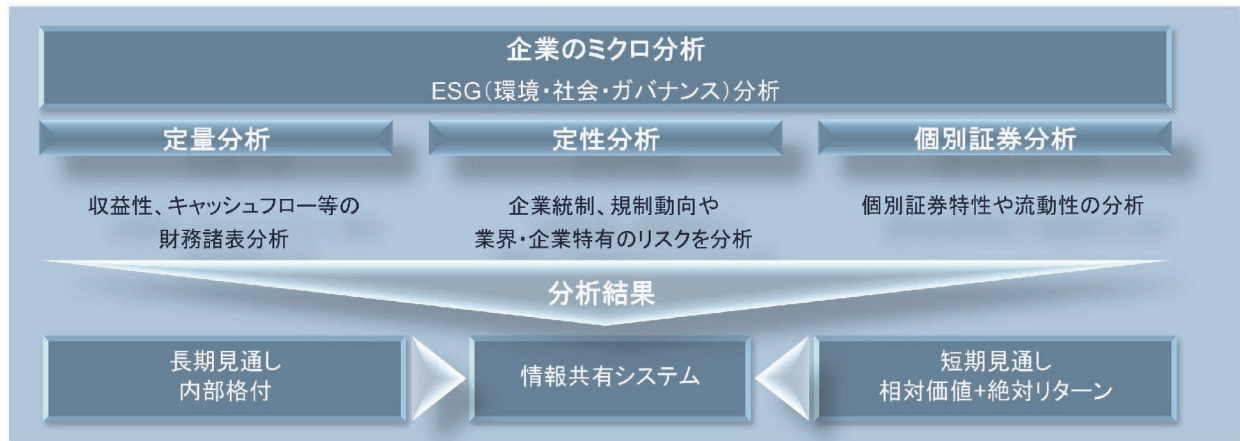 企業のミクロ分析
ESG(環境・社会・ガバナンス)分析
定量分析
収益性、キャッシュフロー等の
財務諸表分析
定性分析
企業統制、規制動向や
業界・企業特有のリスクを分析
個別証券分析
個別証券特性や流動性の分析
分析結果
長期見通し
内部格付
情報共有システム
短期見通し
相対価値+絶対リターン